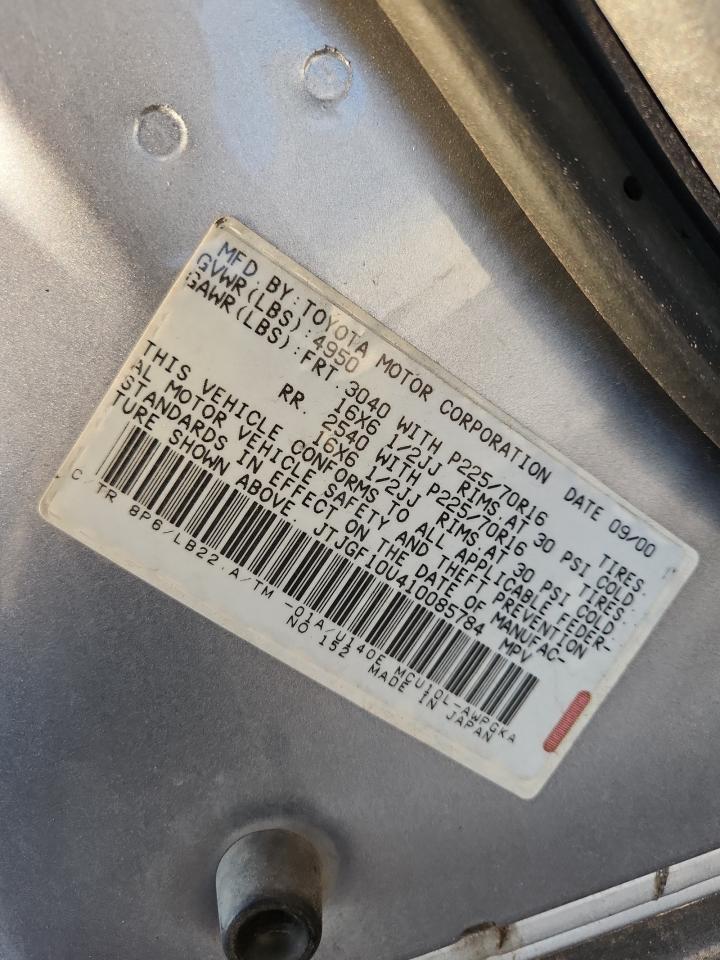 MFD BY: TOYOTA MOTOR CORPORATION DATE 09/00
GVWR(LBS): 4950
GAWR(LBS): FRT. 3040 WITH P225/70R16 TIRES
16X6 1/2JJ RIMS AT 30 PSI COLD.
RR. 2540 WITH P225/70R16 TIRES
16X6 1/2JJ RIMS AT 30 PSI COLD.
THIS VEHICLE CONFORMS TO ALL APPLICABLE FEDER-
AL MOTOR VEHICLE SAFETY AND THEFT PREVENTION
STANDARDS IN EFFECT ON THE DATE OF MANUFAC-
TURE SHOWN ABOVE. JTJGF10U410085784 MPV
C/TR 8P6/LB22 A/TM -01A/U140E MCU10L-AWPGKA
NO 152 MADE IN JAPAN